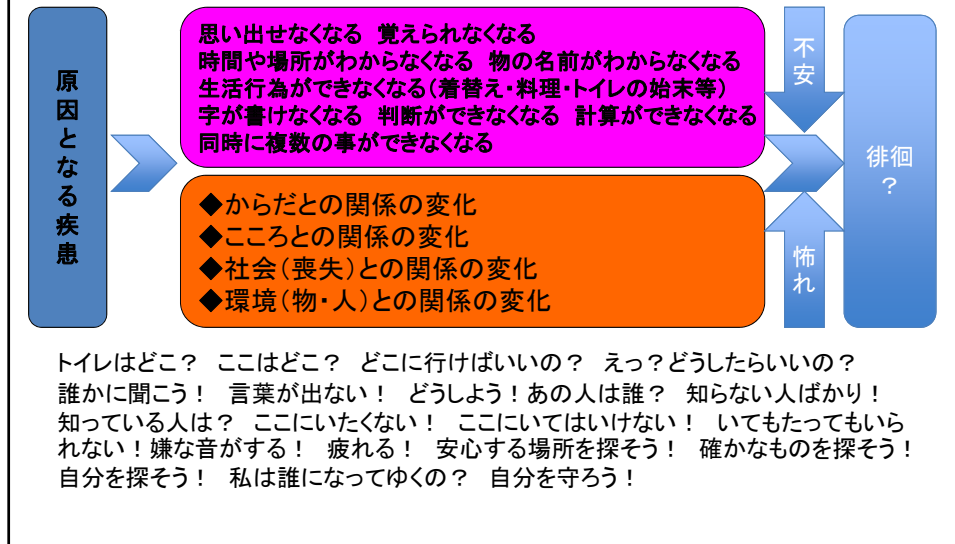 原因となる疾患
思い出せなくなる 覚えられなくなる
時間や場所がわからなくなる 物の名前がわからなくなる
生活行為ができなくなる(着替え・料理・トイレの始末等)
字が書けなくなる 判断ができなくなる 計算ができなくなる
同時に複数の事ができなくなる
◆からだとの関係の変化
◆こころとの関係の変化
◆社会(喪失)との関係の変化
◆環境(物・人)との関係の変化
不安
怖れ
徘徊
?
トイレはどこ? ここはどこ? どこに行けばいいの? えっ?どうしたらいいの?
誰かに聞こう! 言葉が出ない! どうしよう!あの人は誰? 知らない人ばかり!
知っている人は? ここにいたくない! ここにいてはいけない! いてもたってもいら
れない!嫌な音がする! 疲れる! 安心する場所を探そう! 確かなものを探そう!
自分を探そう! 私は誰になってゆくの? 自分を守ろう!